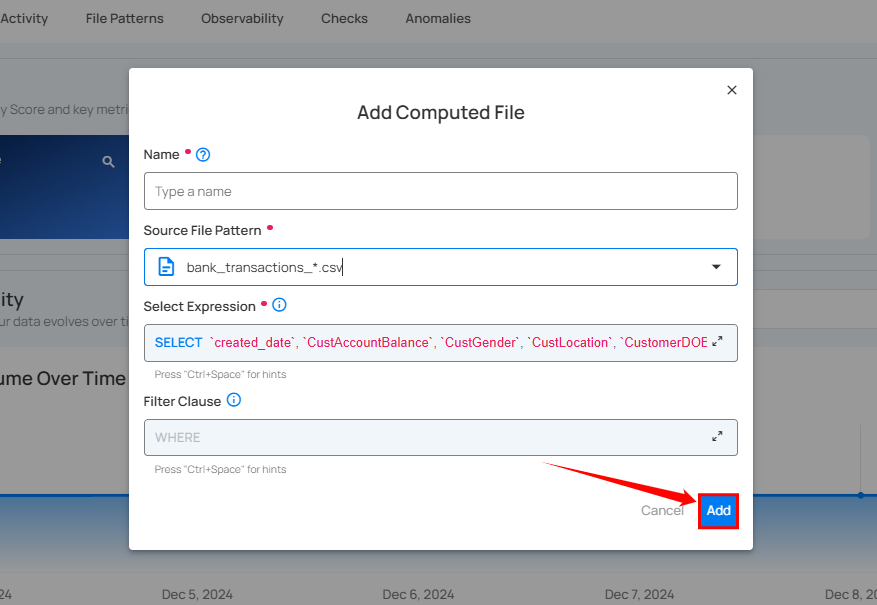 Activity File Patterns Observability Checks Anomalies
Add Computed File
y Score and key metri
Name
Type a name
Source File Pattern
bank_transactions_*.csv
ity
Select Expression
ur data evolves over ti
SELECT `created_date`, `CustAccountBalance`, `CustGender`, `CustLocation`, `CustomerDOB
Press "Ctrl+Space" for hints
ume Over Time
Filter Clause
WHERE
Press "Ctrl+Space" for hints
Cancel Add
24 Dec 5, 2024 Dec 6, 2024 Dec 7, 2024 Dec 8, 20